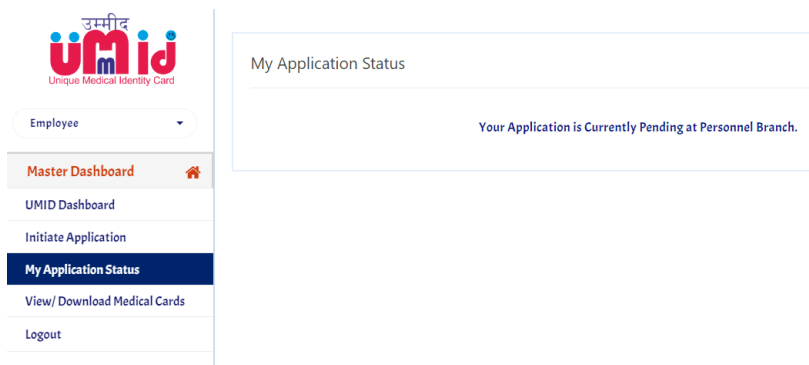 उम्मीद
UMmid
Unique Medical Identity Card
Employee
Master Dashboard
UMID Dashboard
Initiate Application
My Application Status
View/ Download Medical Cards
Logout
My Application Status
Your Application is Currently Pending at Personnel Branch.